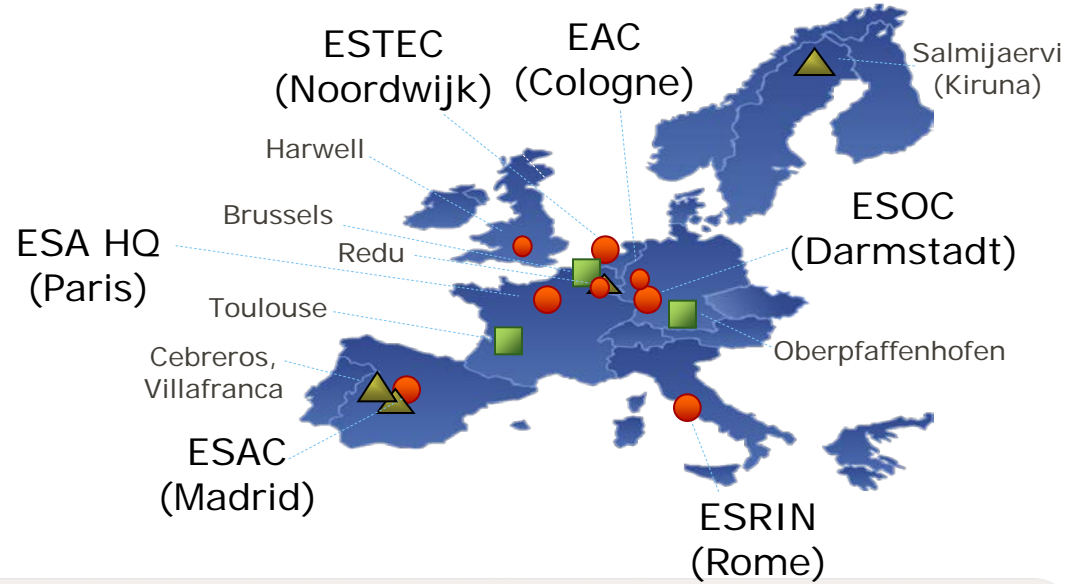 ESTEC
(Noordwijk)
EAC
(Cologne)
Salmijaervi
(Kiruna)
Harwell
Brussels
Redu
ESA HQ
(Paris)
ESOC
(Darmstadt)
Toulouse
Cebreros,
Villafranca
Oberpfaffenhofen
ESAC
(Madrid)
ESRIN
(Rome)